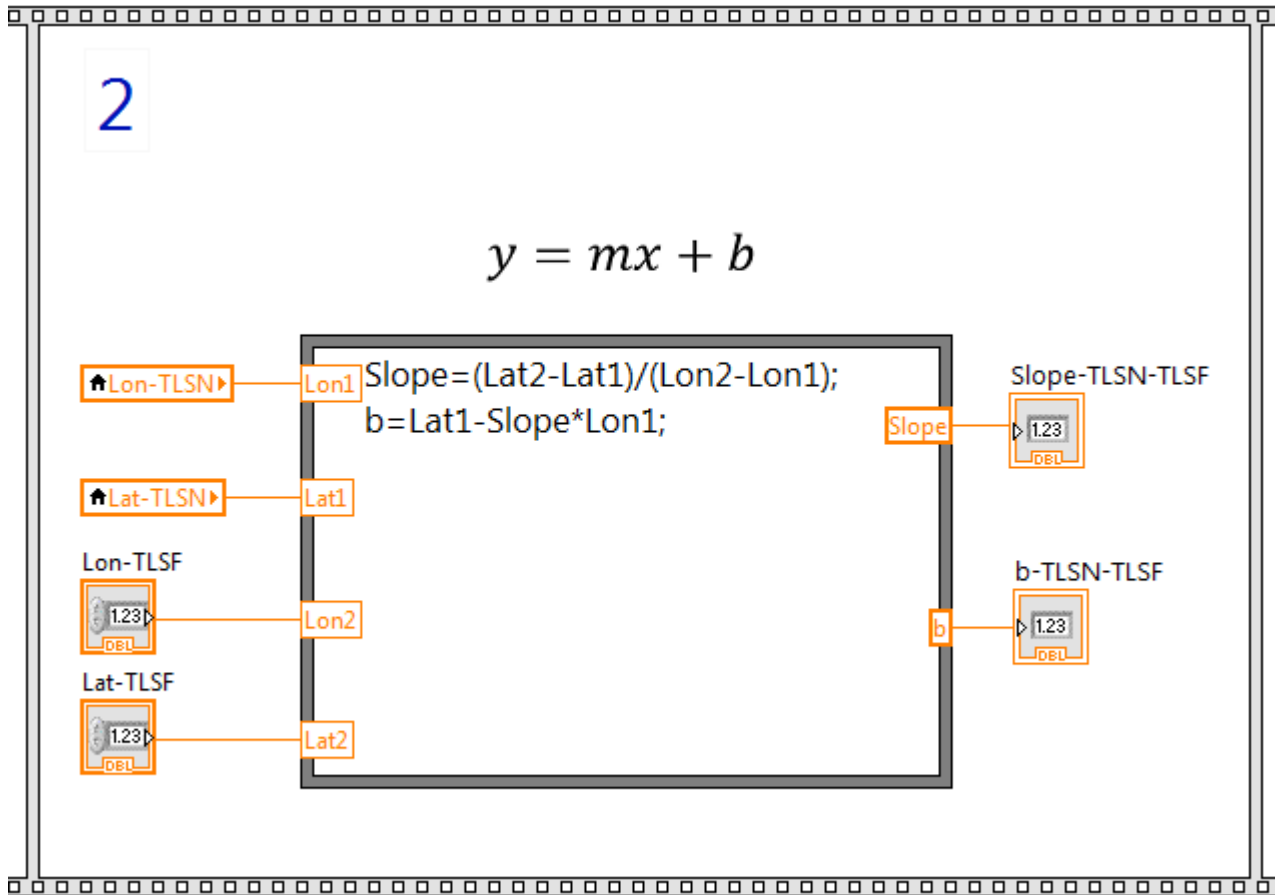 2
y = mx + b
Lon-TLSN
Lon1
Slope=(Lat2-Lat1)/(Lon2-Lon1);
b=Lat1-Slope*Lon1;
Slope
Slope-TLSN-TLSF
1.23
DBL
Lat-TLSN
Lat1
Lon-TLSF
1.23
DBL
Lon2
b
b-TLSN-TLSF
1.23
DBL
Lat-TLSF
1.23
DBL
Lat2